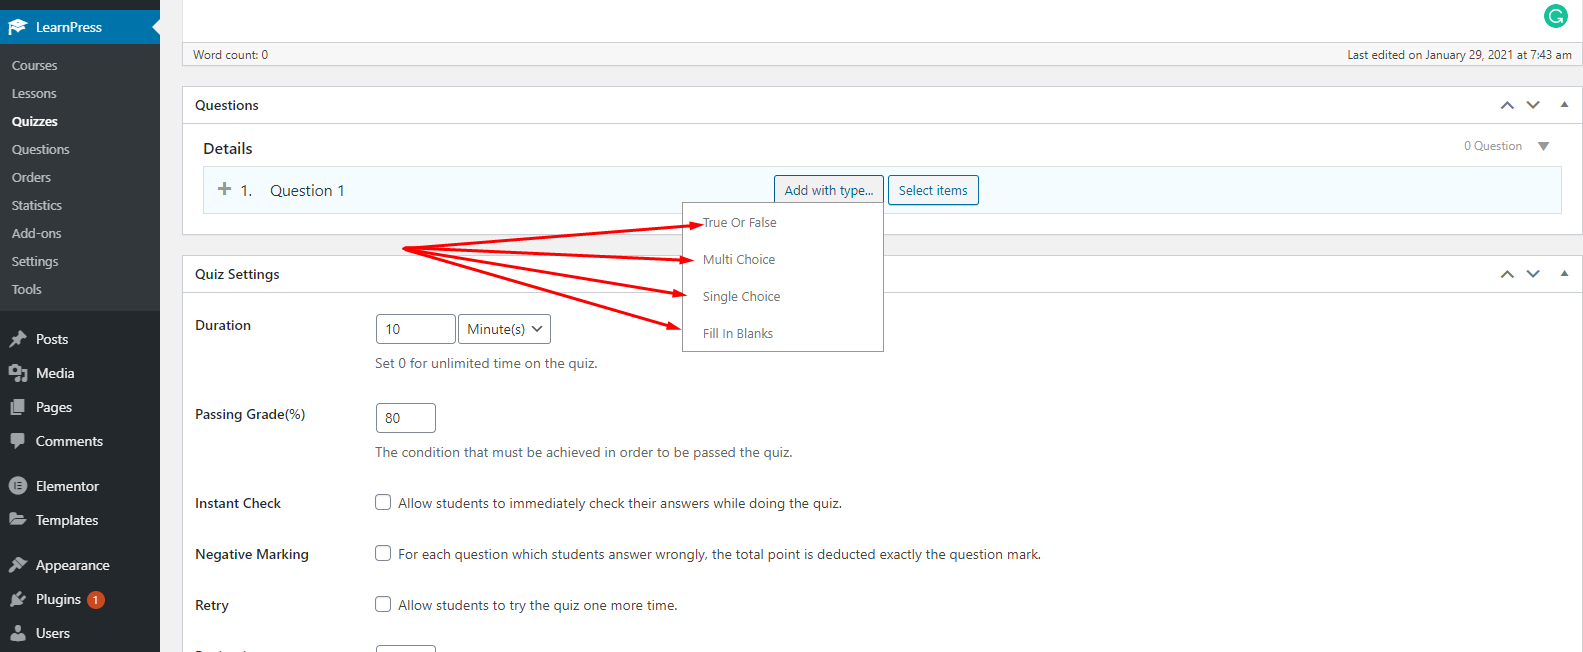 LearnPress
Courses
Lessons
Quizzes
Questions
Orders
Statistics
Add-ons
Settings
Tools
Posts
Media
Pages
Comments
Elementor
Templates
Appearance
Plugins 1
Users
Word count: 0
Last edited on January 29, 2021 at 7:43 am
Questions
Details
0 Question
1. Question 1
Add with type...
Select items
True Or False
Multi Choice
Single Choice
Fill In Blanks
Quiz Settings
Duration
10
Minute(s)
Set 0 for unlimited time on the quiz.
Passing Grade(%)
80
The condition that must be achieved in order to be passed the quiz.
Instant Check
Allow students to immediately check their answers while doing the quiz.
Negative Marking
For each question which students answer wrongly, the total point is deducted exactly the question mark.
Retry
Allow students to try the quiz one more time.